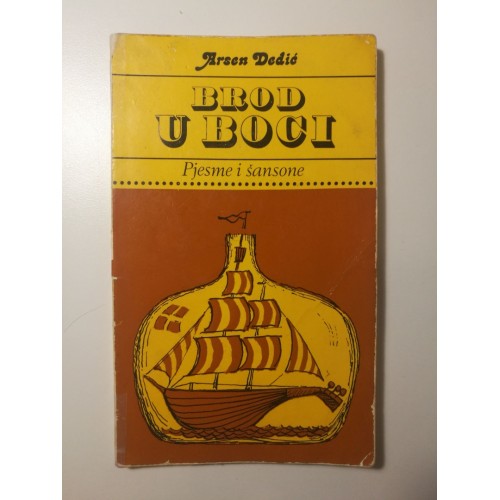 Arsen Dedić
BROD
U BOCI
Pjesme i šansone